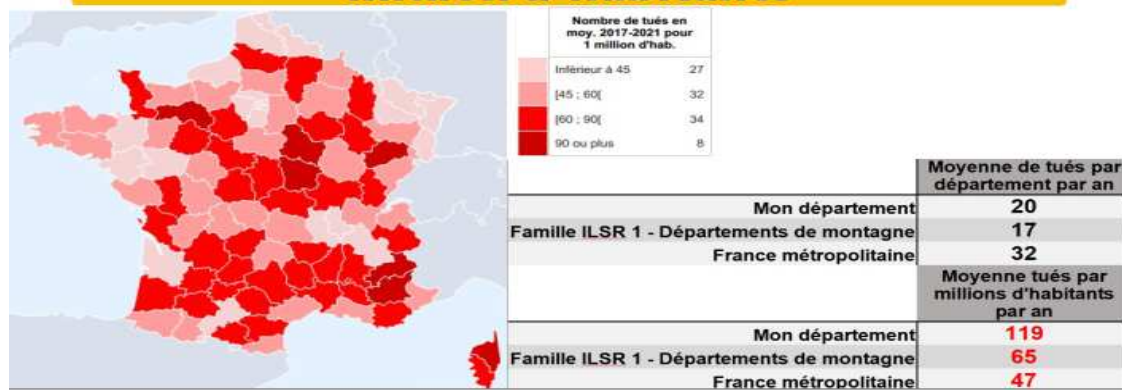 Nombre de tués en
moy. 2017-2021 pour
1 million d'hab.
Inférieur à 45 27
[45 ; 60[ 32
[60 ; 90[ 34
90 ou plus 8
Moyenne de tués par
département par an
Mon département 20
Famille ILSR 1 - Départements de montagne 17
France métropolitaine 32
Moyenne tués par
millions d'habitants
par an
Mon département 119
Famille ILSR 1 - Départements de montagne 65
France métropolitaine 47